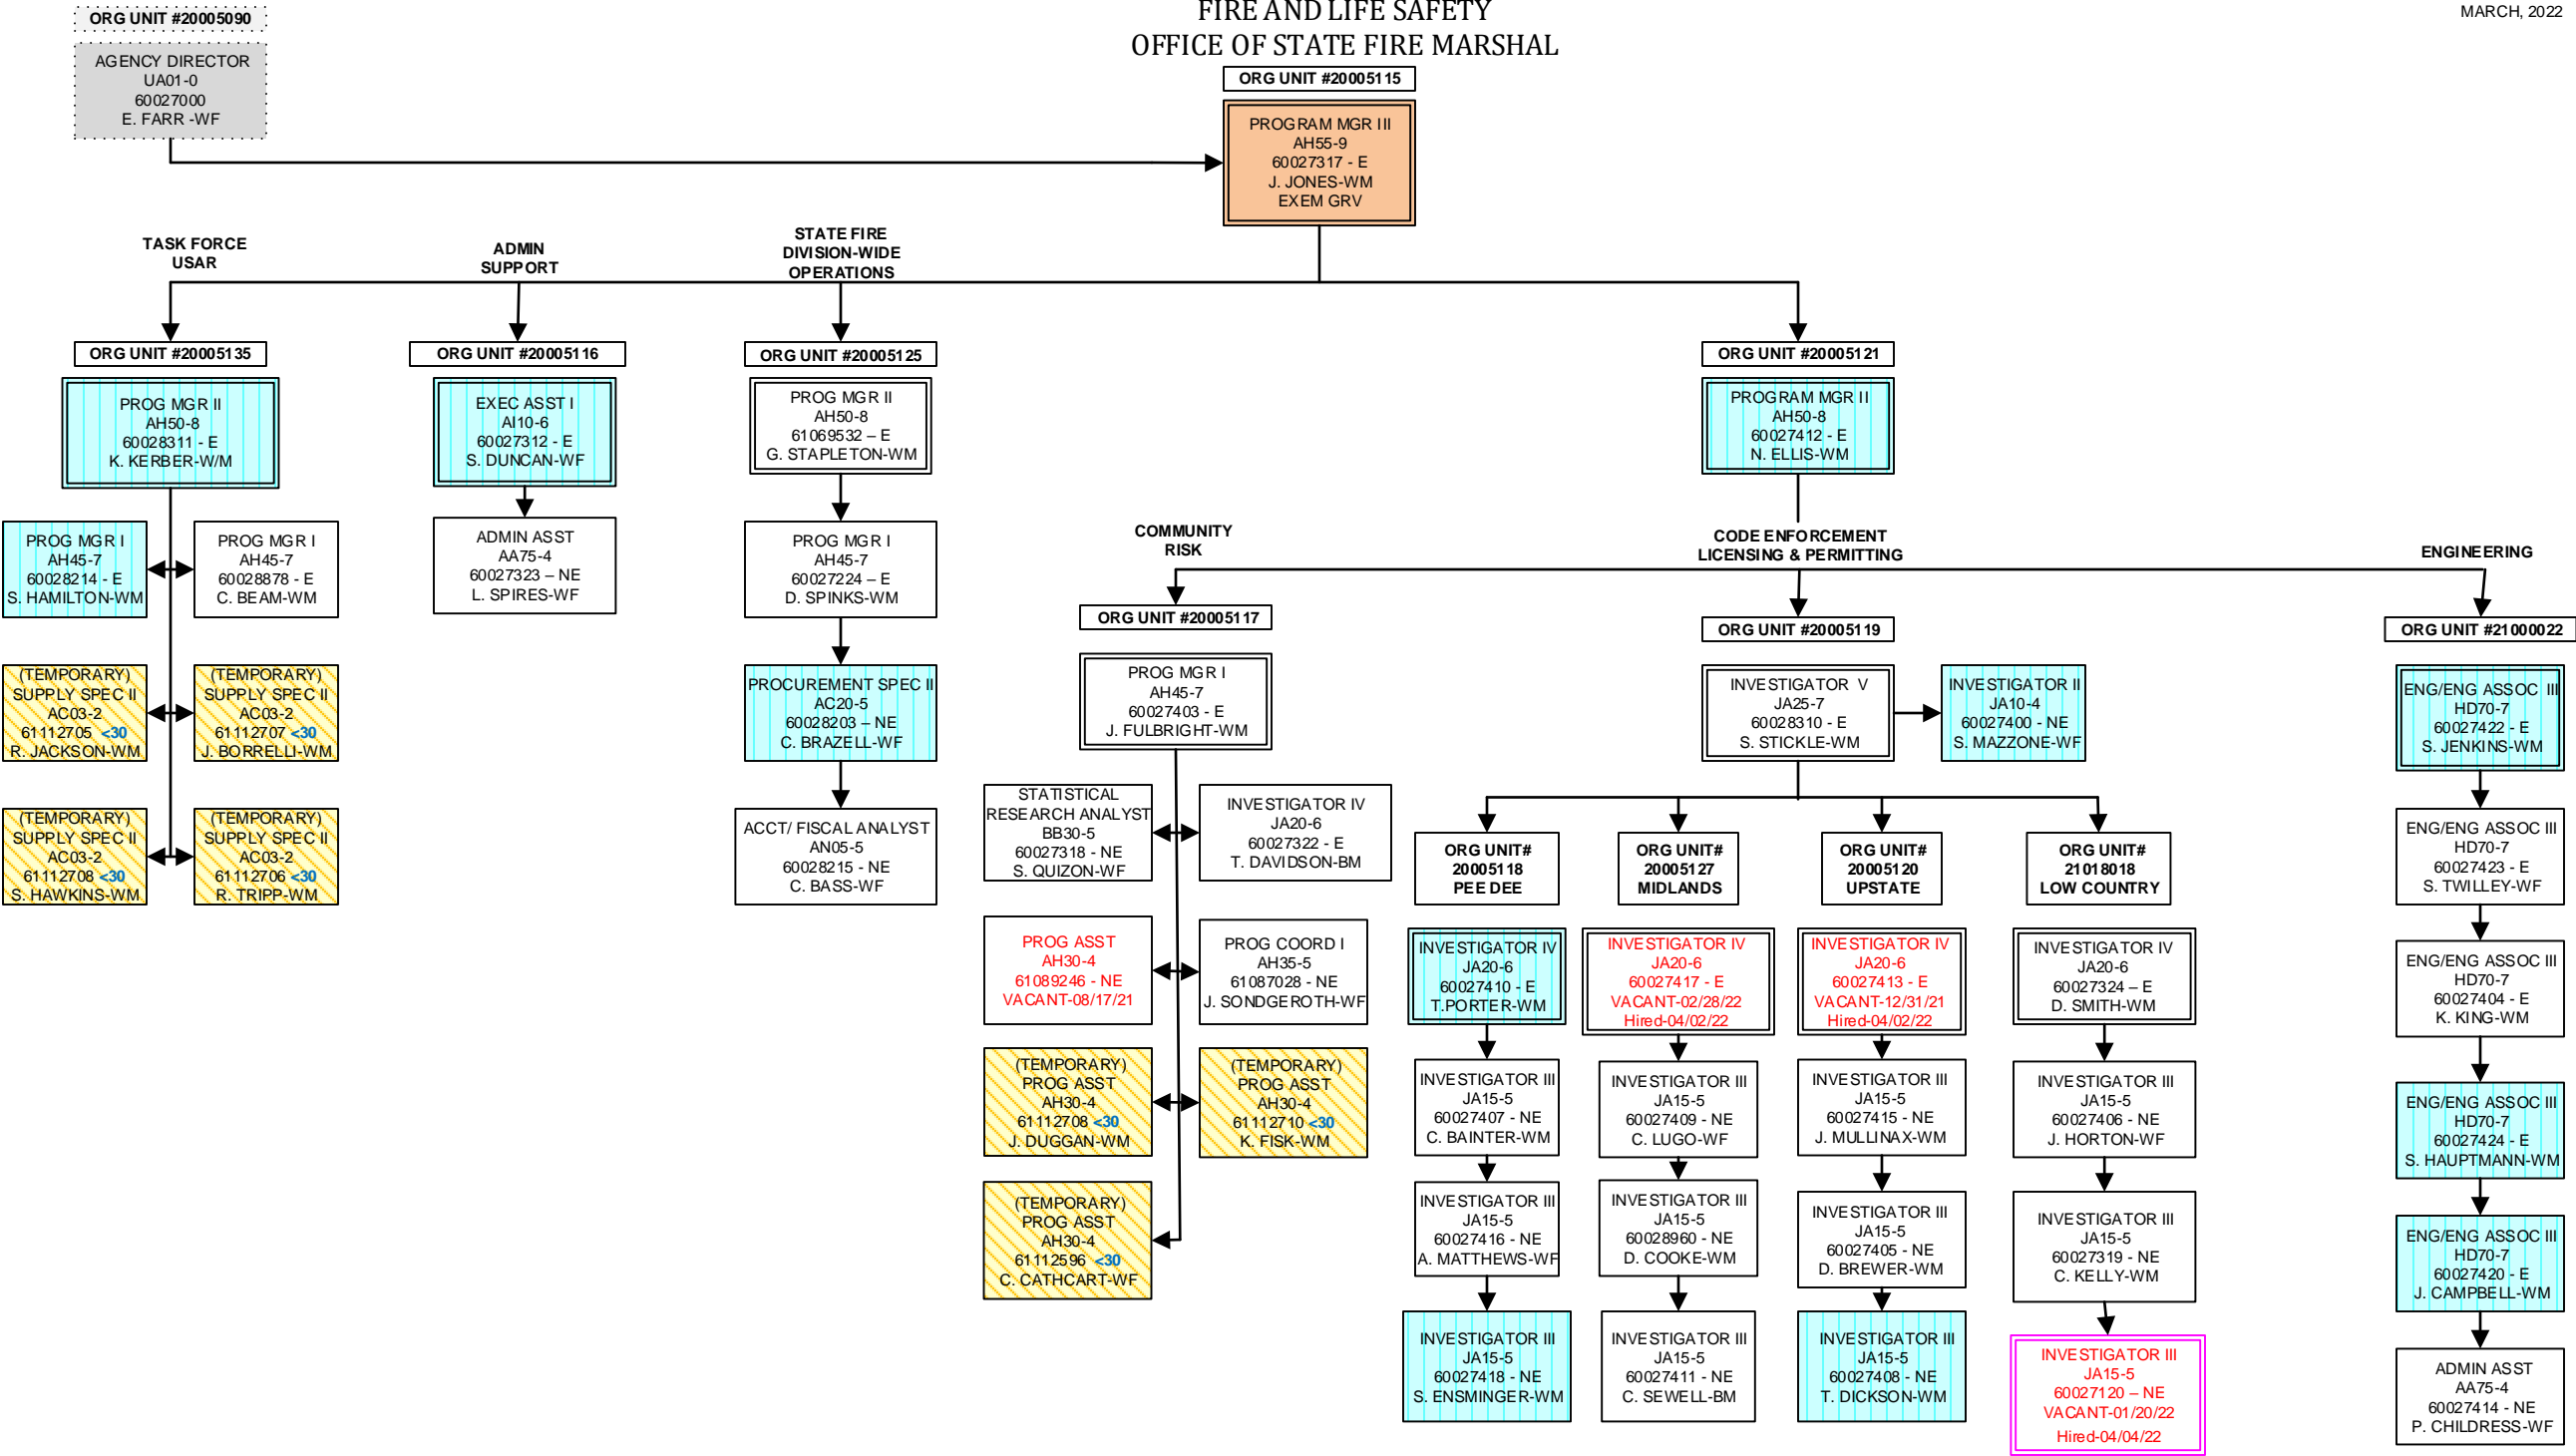 ORG UNIT #20005090
AGENCY DIRECTOR
UA01-0
60027000
E. FARR -WF
FIRE AND LIFE SAFETY
OFFICE OF STATE FIRE MARSHAL
MARCH, 2022
ORG UNIT #20005115
PROGRAM MGR III
AH55-9
60027317 - E
J. JONES-WM
EXEM GRV
TASK FORCE
USAR
ADMIN
SUPPORT
STATE FIRE
DIVISION-WIDE
OPERATIONS
ORG UNIT #20005135
PROG MGR II
AH50-8
60028311 - E
K. KERBER-W/M
PROG MGR I
AH45-7
60028214 - E
S. HAMILTON-WM
PROG MGR I
AH45-7
60028878 - E
C. BEAM-WM
(TEMPORARY)
SUPPLY SPEC II
AC03-2
61112705 <30
R. JACKSON-WM
(TEMPORARY)
SUPPLY SPEC II
AC03-2
61112707 <30
J. BORRELLI-WM
(TEMPORARY)
SUPPLY SPEC II
AC03-2
61112708 <30
S. HAWKINS-WM
(TEMPORARY)
SUPPLY SPEC II
AC03-2
61112706 <30
R. TRIPP-WM
ORG UNIT #20005116
EXEC ASST I
AI10-6
60027312 - E
S. DUNCAN-WF
ADMIN ASST
AA75-4
60027323 – NE
L. SPIRES-WF
ORG UNIT #20005125
PROG MGR II
AH50-8
61069532 – E
G. STAPLETON-WM
PROG MGR I
AH45-7
60027224 – E
D. SPINKS-WM
PROCUREMENT SPEC II
AC20-5
60028203 – NE
C. BRAZELL-WF
ACCT/ FISCAL ANALYST
AN05-5
60028215 - NE
C. BASS-WF
ORG UNIT #20005121
PROGRAM MGR II
AH50-8
60027412 - E
N. ELLIS-WM
COMMUNITY
RISK
CODE ENFORCEMENT
LICENSING & PERMITTING
ENGINEERING
ORG UNIT #20005117
PROG MGR I
AH45-7
60027403 - E
J. FULBRIGHT-WM
STATISTICAL
RESEARCH ANALYST
BB30-5
60027318 - NE
S. QUIZON-WF
INVESTIGATOR IV
JA20-6
60027322 - E
T. DAVIDSON-BM
PROG ASST
AH30-4
61089246 - NE
VACANT-08/17/21
PROG COORD I
AH35-5
61087028 - NE
J. SONDGEROTH-WF
(TEMPORARY)
PROG ASST
AH30-4
61112708 <30
J. DUGGAN-WM
(TEMPORARY)
PROG ASST
AH30-4
61112710 <30
K. FISK-WM
(TEMPORARY)
PROG ASST
AH30-4
61112596 <30
C. CATHCART-WF
ORG UNIT #20005119
INVESTIGATOR V
JA25-7
60028310 - E
S. STICKLE-WM
INVESTIGATOR II
JA10-4
60027400 - NE
S. MAZZONE-WF
ORG UNIT#
20005118
PEE DEE
INVESTIGATOR IV
JA20-6
60027410 - E
T.PORTER-WM
INVESTIGATOR III
JA15-5
60027407 - NE
C. BAINTER-WM
INVESTIGATOR III
JA15-5
60027416 - NE
A. MATTHEWS-WF
INVESTIGATOR III
JA15-5
60027418 - NE
S. ENSMINGER-WM
ORG UNIT#
20005127
MIDLANDS
INVESTIGATOR IV
JA20-6
60027417 - E
VACANT-02/28/22
Hired-04/02/22
INVESTIGATOR III
JA15-5
60027409 - NE
C. LUGO-WF
INVESTIGATOR III
JA15-5
60028960 - NE
D. COOKE-WM
INVESTIGATOR III
JA15-5
60027411 - NE
C. SEWELL-BM
ORG UNIT#
20005120
UPSTATE
INVESTIGATOR IV
JA20-6
60027413 - E
VACANT-12/31/21
Hired-04/02/22
INVESTIGATOR III
JA15-5
60027415 - NE
J. MULLINAX-WM
INVESTIGATOR III
JA15-5
60027405 - NE
D. BREWER-WM
INVESTIGATOR III
JA15-5
60027408 - NE
T. DICKSON-WM
ORG UNIT#
21018018
LOW COUNTRY
INVESTIGATOR IV
JA20-6
60027324 – E
D. SMITH-WM
INVESTIGATOR III
JA15-5
60027406 - NE
J. HORTON-WF
INVESTIGATOR III
JA15-5
60027319 - NE
C. KELLY-WM
INVESTIGATOR III
JA15-5
60027120 – NE
VACANT-01/20/22
Hired-04/04/22
ORG UNIT #21000022
ENG/ENG ASSOC III
HD70-7
60027422 - E
S. JENKINS-WM
ENG/ENG ASSOC III
HD70-7
60027423 - E
S. TWILLEY-WF
ENG/ENG ASSOC III
HD70-7
60027404 - E
K. KING-WM
ENG/ENG ASSOC III
HD70-7
60027424 - E
S. HAUPTMANN-WM
ENG/ENG ASSOC III
HD70-7
60027420 - E
J. CAMPBELL-WM
ADMIN ASST
AA75-4
60027414 - NE
P. CHILDRESS-WF